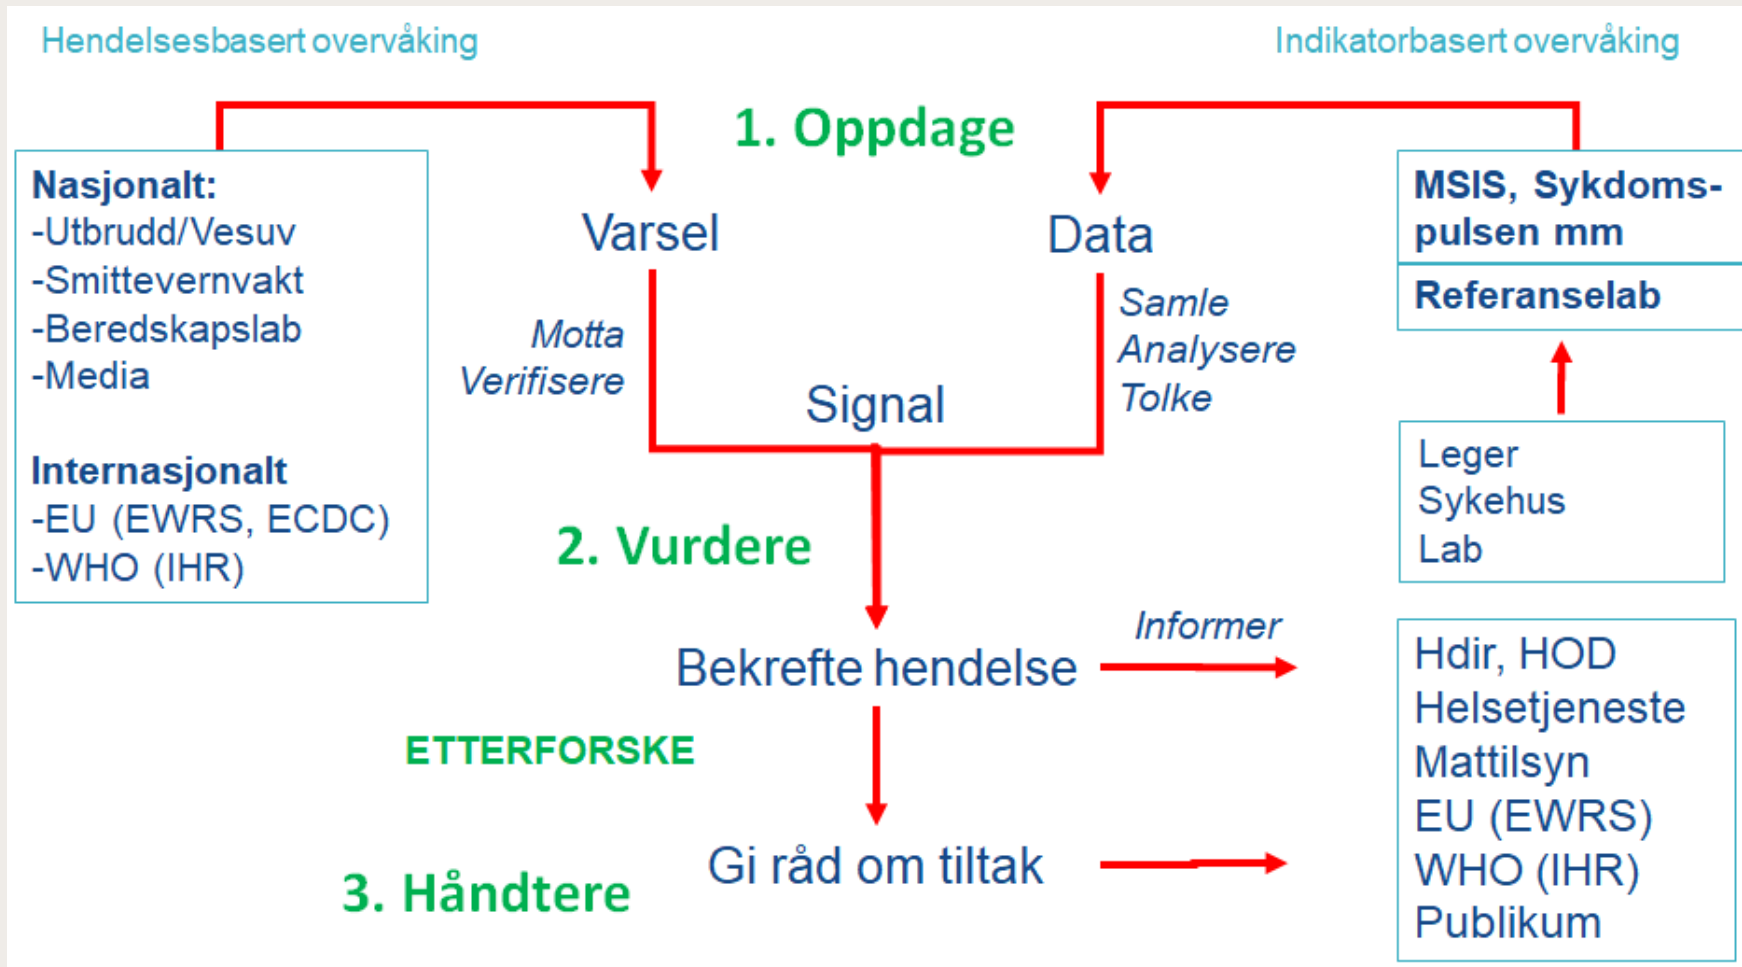 Hendelsesbasert overvåking
Indikatorbasert overvåking
1. Oppdage
Nasjonalt:
-Utbrudd/Vesuv
-Smittevernvakt
-Beredskapslab
-Media
Internasjonalt
-EU (EWRS, ECDC)
-WHO (IHR)
Varsel
Motta
Verifisere
Data
Samle
Analysere
Tolke
MSIS, Sykdoms-
pulsen mm
Referanselab
Leger
Sykehus
Lab
Signal
2. Vurdere
Bekrefte hendelse
Informer
ETTERFORSKE
Gi råd om tiltak
3. Håndtere
Hdir, HOD
Helsetjeneste
Mattilsyn
EU (EWRS)
WHO (IHR)
Publikum